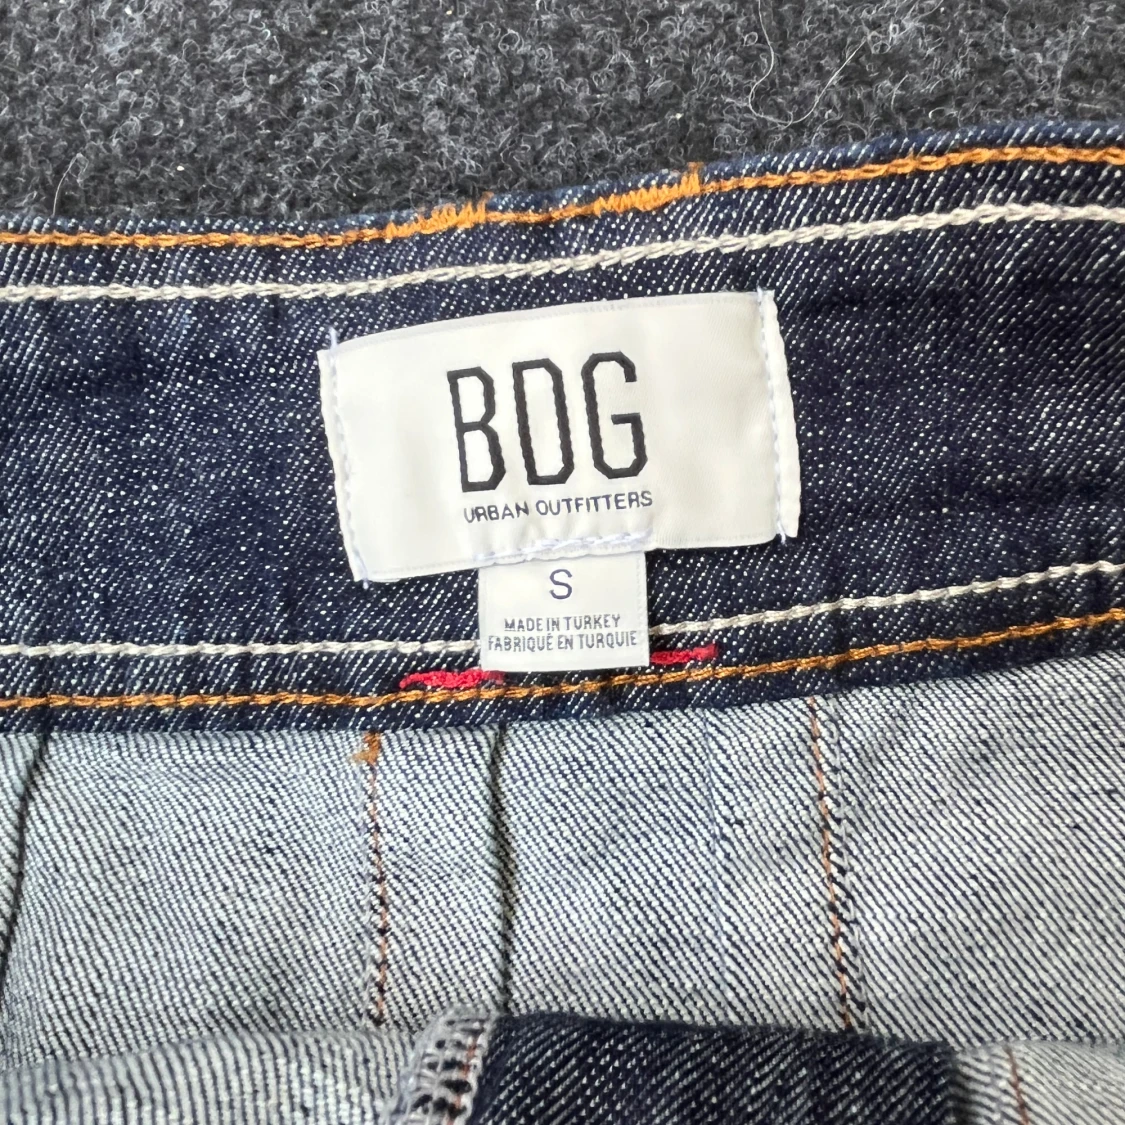 BDG
URBAN OUTFITTERS
S
MADE IN TURKEY
FABRIQUÉ EN TURQUIE